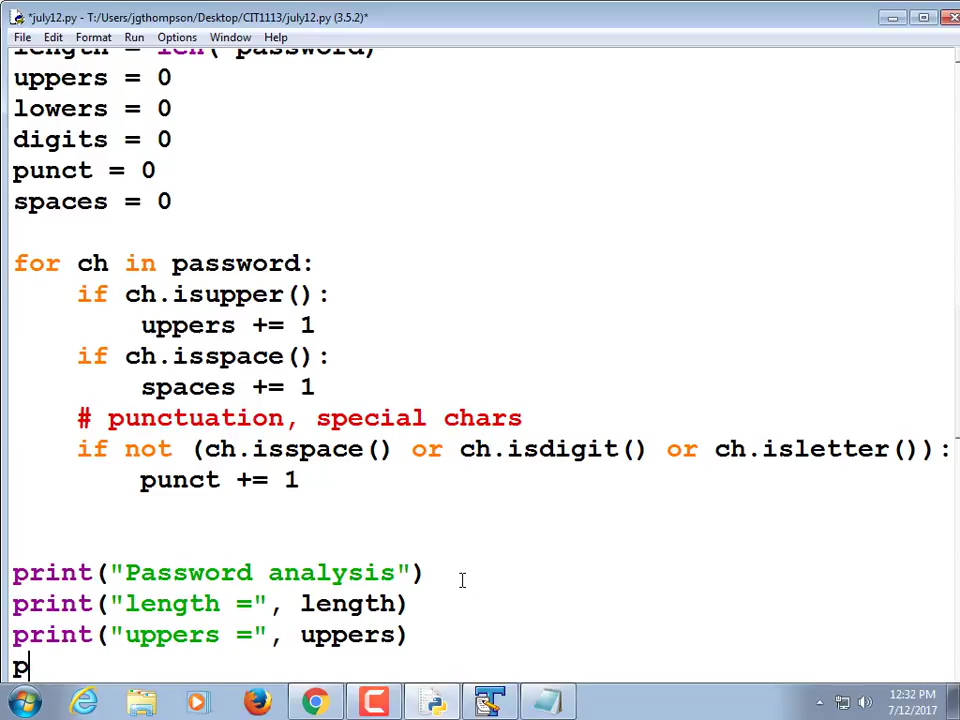 *july12.py - T:/Users/jgthompson/Desktop/CIT1113/july12.py (3.5.2)*
File Edit Format Run Options Window Help
length = len( password)
uppers = 0
lowers = 0
digits = 0
punct = 0
spaces = 0
for ch in password:
if ch.isupper():
uppers += 1
if ch.isspace():
spaces += 1
# punctuation, special chars
if not (ch.isspace() or ch.isdigit() or ch.isletter()):
punct += 1
print("Password analysis")
print("length =", length)
print("uppers =", uppers)
p
12:32 PM
7/12/2017